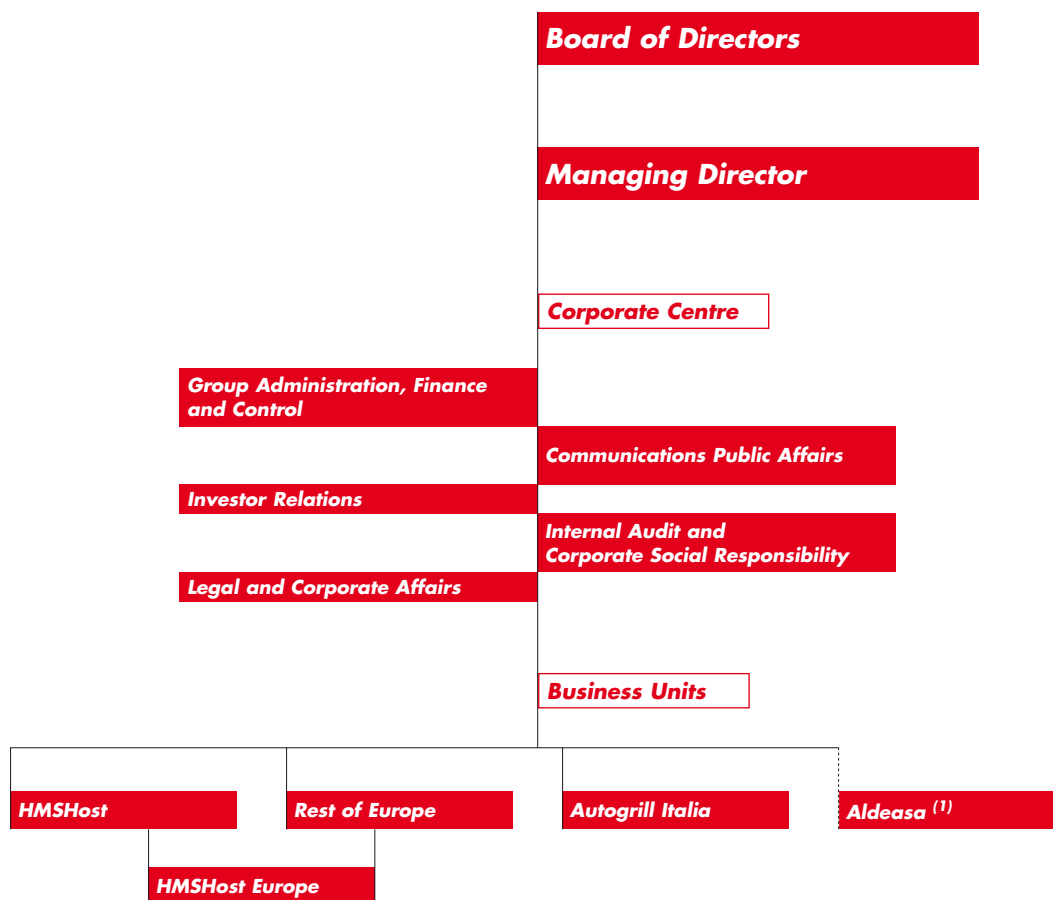 Board of Directors
Managing Director
Corporate Centre
Group Administration, Finance
and Control
Communications Public Affairs
Investor Relations
Internal Audit and
Corporate Social Responsibility
Legal and Corporate Affairs
Business Units
HMSHost
Rest of Europe
Autogrill Italia
Aldeasa (1)
HMSHost Europe